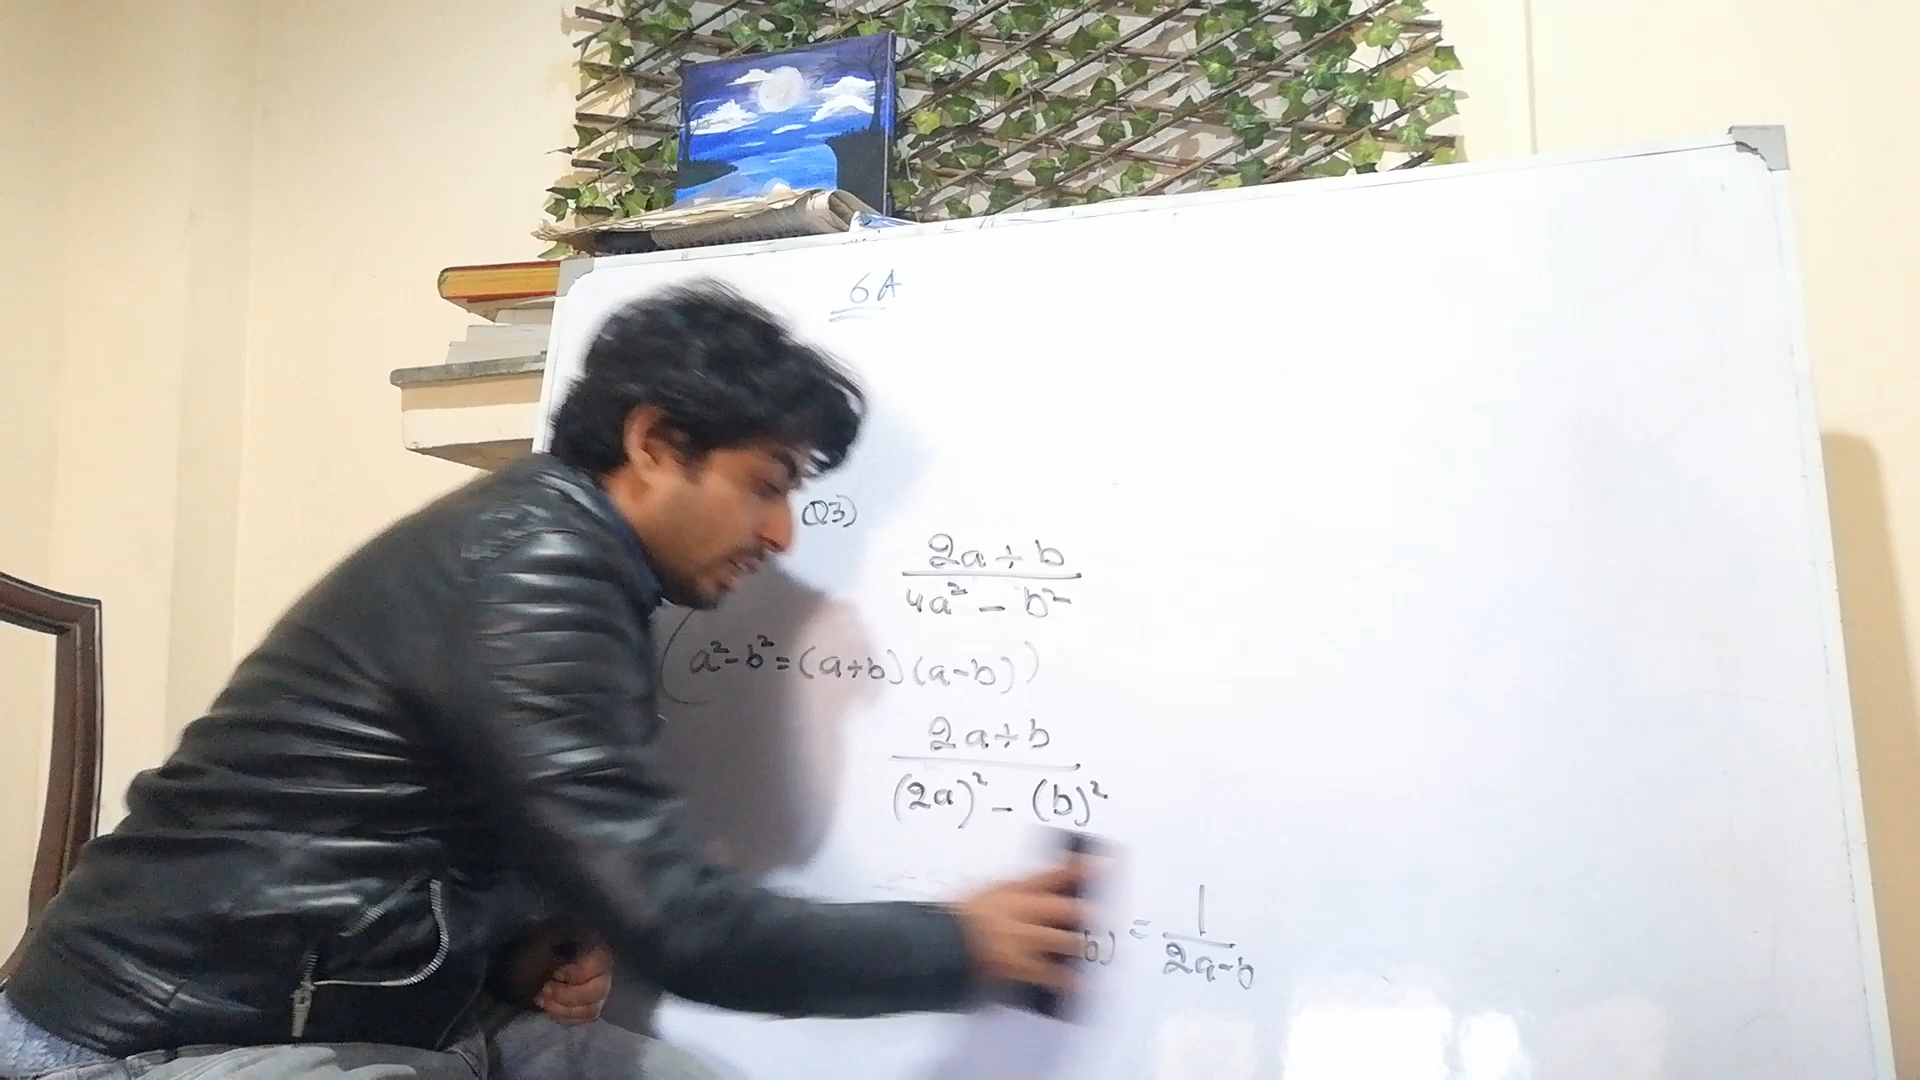 6A
Q3)
2a+b
4a²-b²
(a²-b²=(a+b)(a-b))
2a+b
(2a)²-(b)²
b) = 1
2a-b